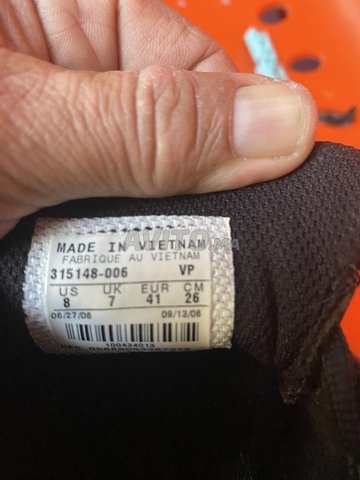 MADE IN VIETNAM
FABRIQUE AU VIETNAM
315148-006 VP
US UK EUR CM
8 7 41 26
06/27/06 09/13/06
100434013